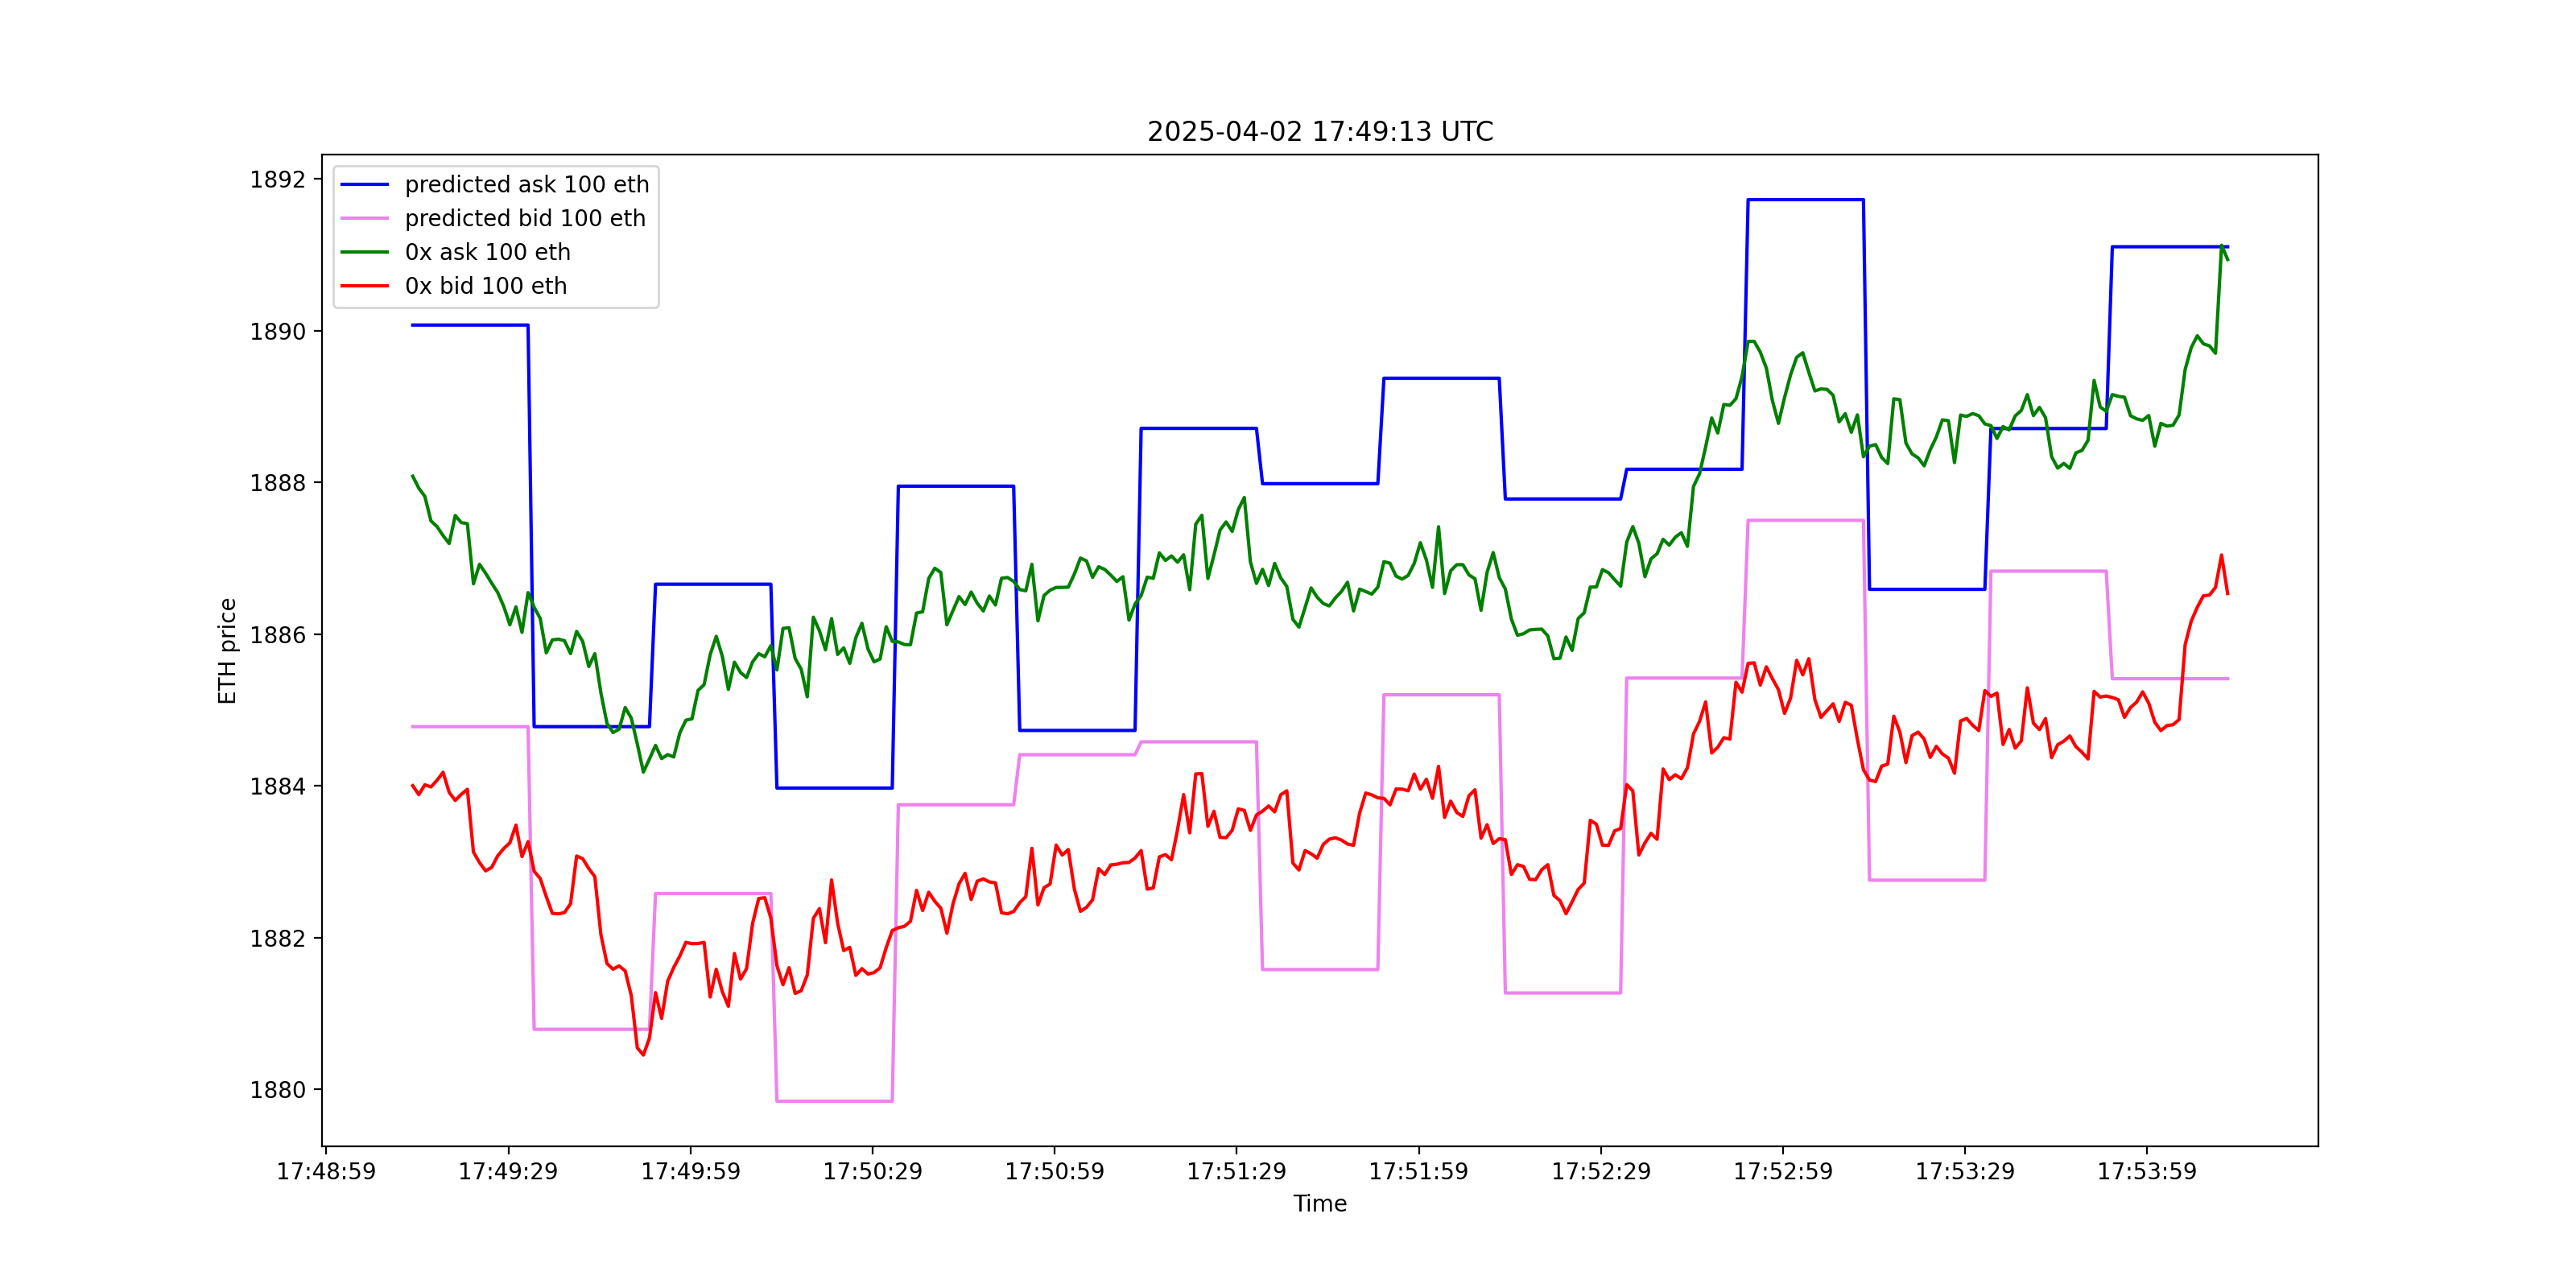 2025-04-02 17:49:13 UTC
predicted ask 100 eth
predicted bid 100 eth
0x ask 100 eth
0x bid 100 eth
ETH price
1892
1890
1888
1886
1884
1882
1880
17:48:59 17:49:29 17:49:59 17:50:29 17:50:59 17:51:29 17:51:59 17:52:29 17:52:59 17:53:29 17:53:59
Time